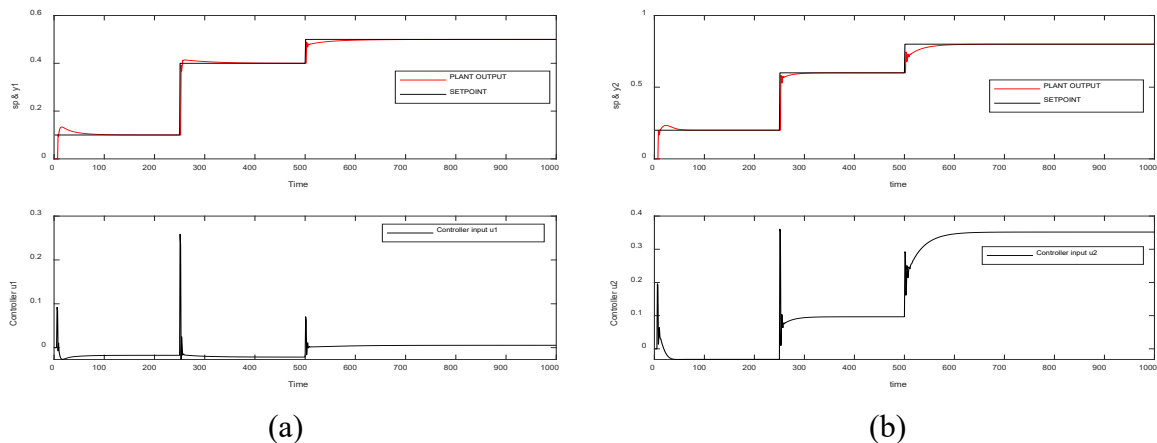 0.6
0.4
0.2
0
sp & y1
PLANT OUTPUT
SETPOINT
0 100 200 300 400 500 600 700 800 900 1000
Time
0.3
0.2
0.1
0
Controller u1
Controller input u1
0 100 200 300 400 500 600 700 800 900 1000
Time
(a)
1
0.5
0
sp & y2
PLANT OUTPUT
SETPOINT
0 100 200 300 400 500 600 700 800 900 1000
time
0.4
0.3
0.2
0.1
0
Controller u2
Controller input u2
0 100 200 300 400 500 600 700 800 900 1000
time
(b)